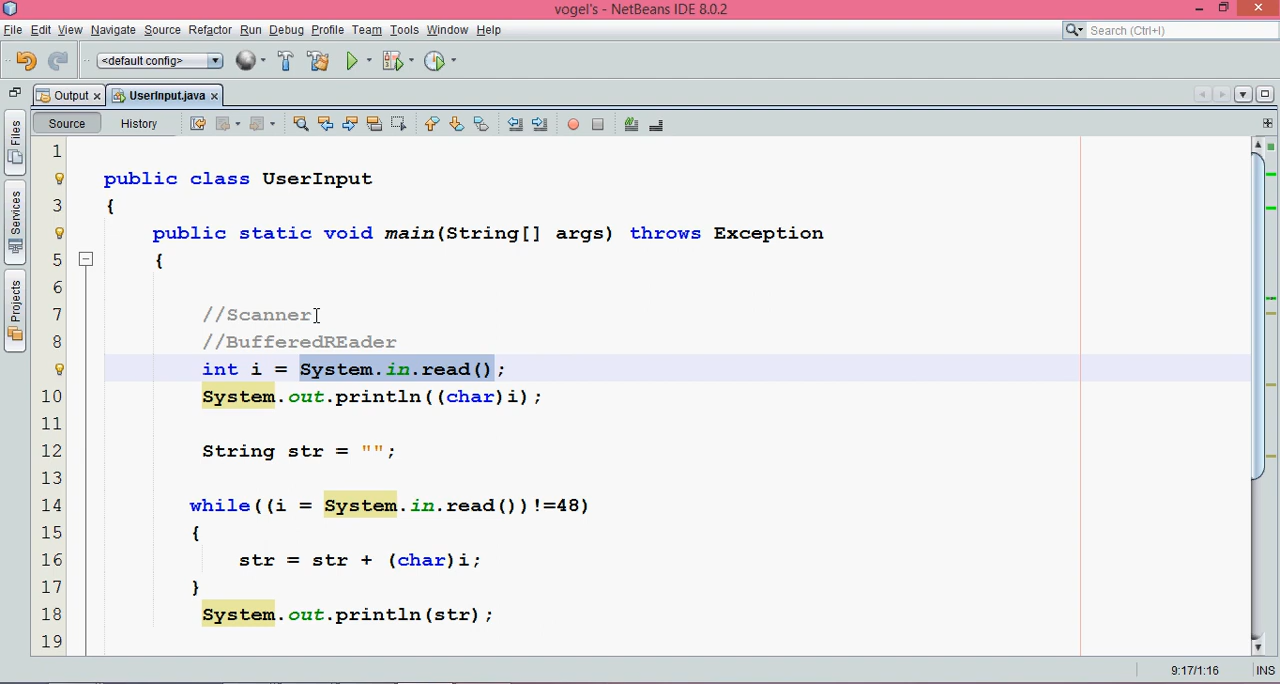 vogel's - NetBeans IDE 8.0.2
File Edit View Navigate Source Refactor Run Debug Profile Team Tools Window Help
Search (Ctrl+I)
<default config>
Output UserInput.java
Source History
Files
Services
Projects
1
public class UserInput
3 {
public static void main(String[] args) throws Exception
5 {
6
7 //Scanner
8 //BufferedREader
int i = System.in.read();
10 System.out.println((char)i);
11
12 String str = "";
13
14 while((i = System.in.read())!=48)
15 {
16 str = str + (char)i;
17 }
18 System.out.println(str);
19
9:17/1:16 INS